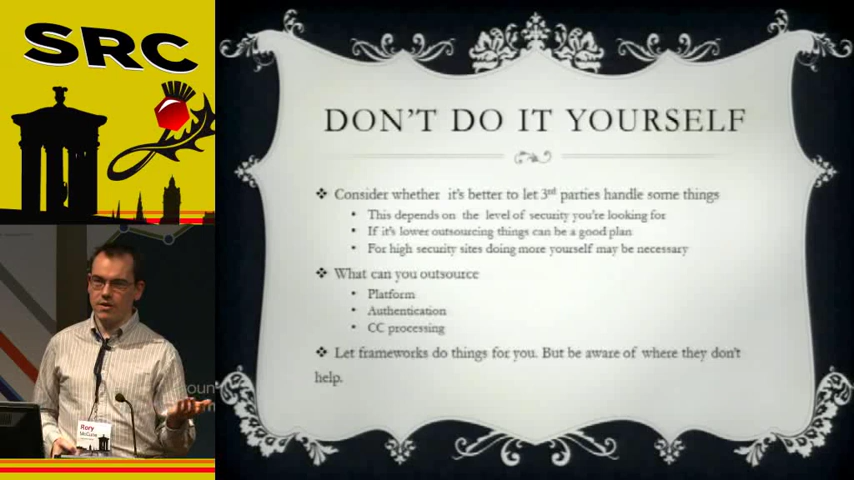 SRC
DON'T DO IT YOURSELF
Consider whether it's better to let 3rd parties handle some things
This depends on the level of security you're looking for
If it's lower outsourcing things can be a good plan
For high security sites doing more yourself may be necessary
What can you outsource
Platform
Authentication
CC processing
Let frameworks do things for you. But be aware of where they don't
help.
Rory